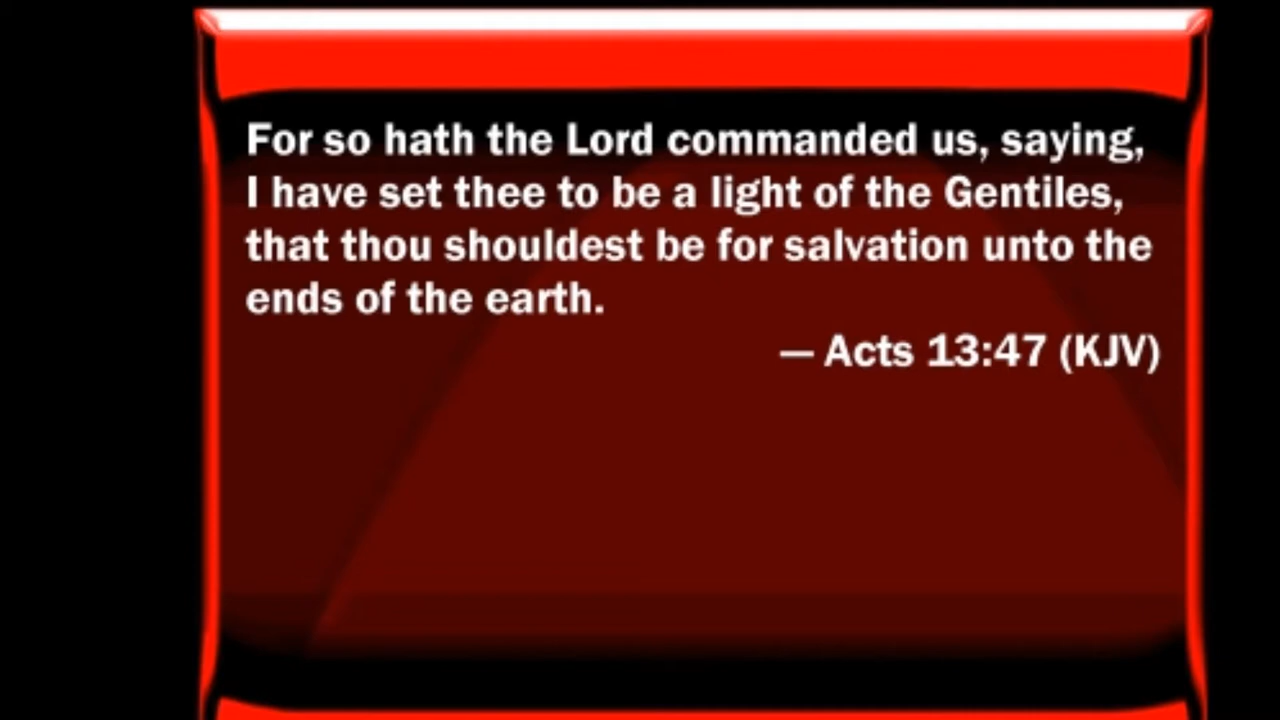 For so hath the Lord commanded us, saying,
I have set thee to be a light of the Gentiles,
that thou shouldest be for salvation unto the
ends of the earth.
— Acts 13:47 (KJV)